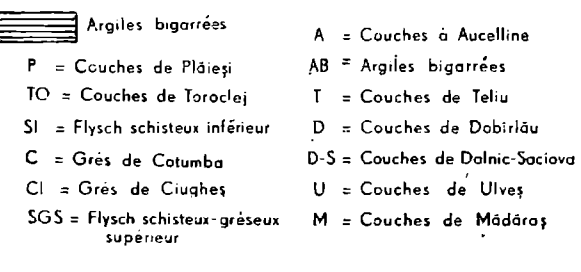 Argiles bigarrées
P = Couches de Plăieşi
TO = Couches de Toroclej
SI = Flysch schisteux inférieur
C = Grés de Cotumba
CI = Grés de Ciugheş
SGS = Flysch schisteux-gréseux
supérieur
A = Couches à Aucelline
AB = Argiles bigarrées
T = Couches de Teliu
D = Couches de Dobîrlău
D-S = Couches de Dalnic-Saciova
U = Couches de Ulveş
M = Couches de Mădăraş